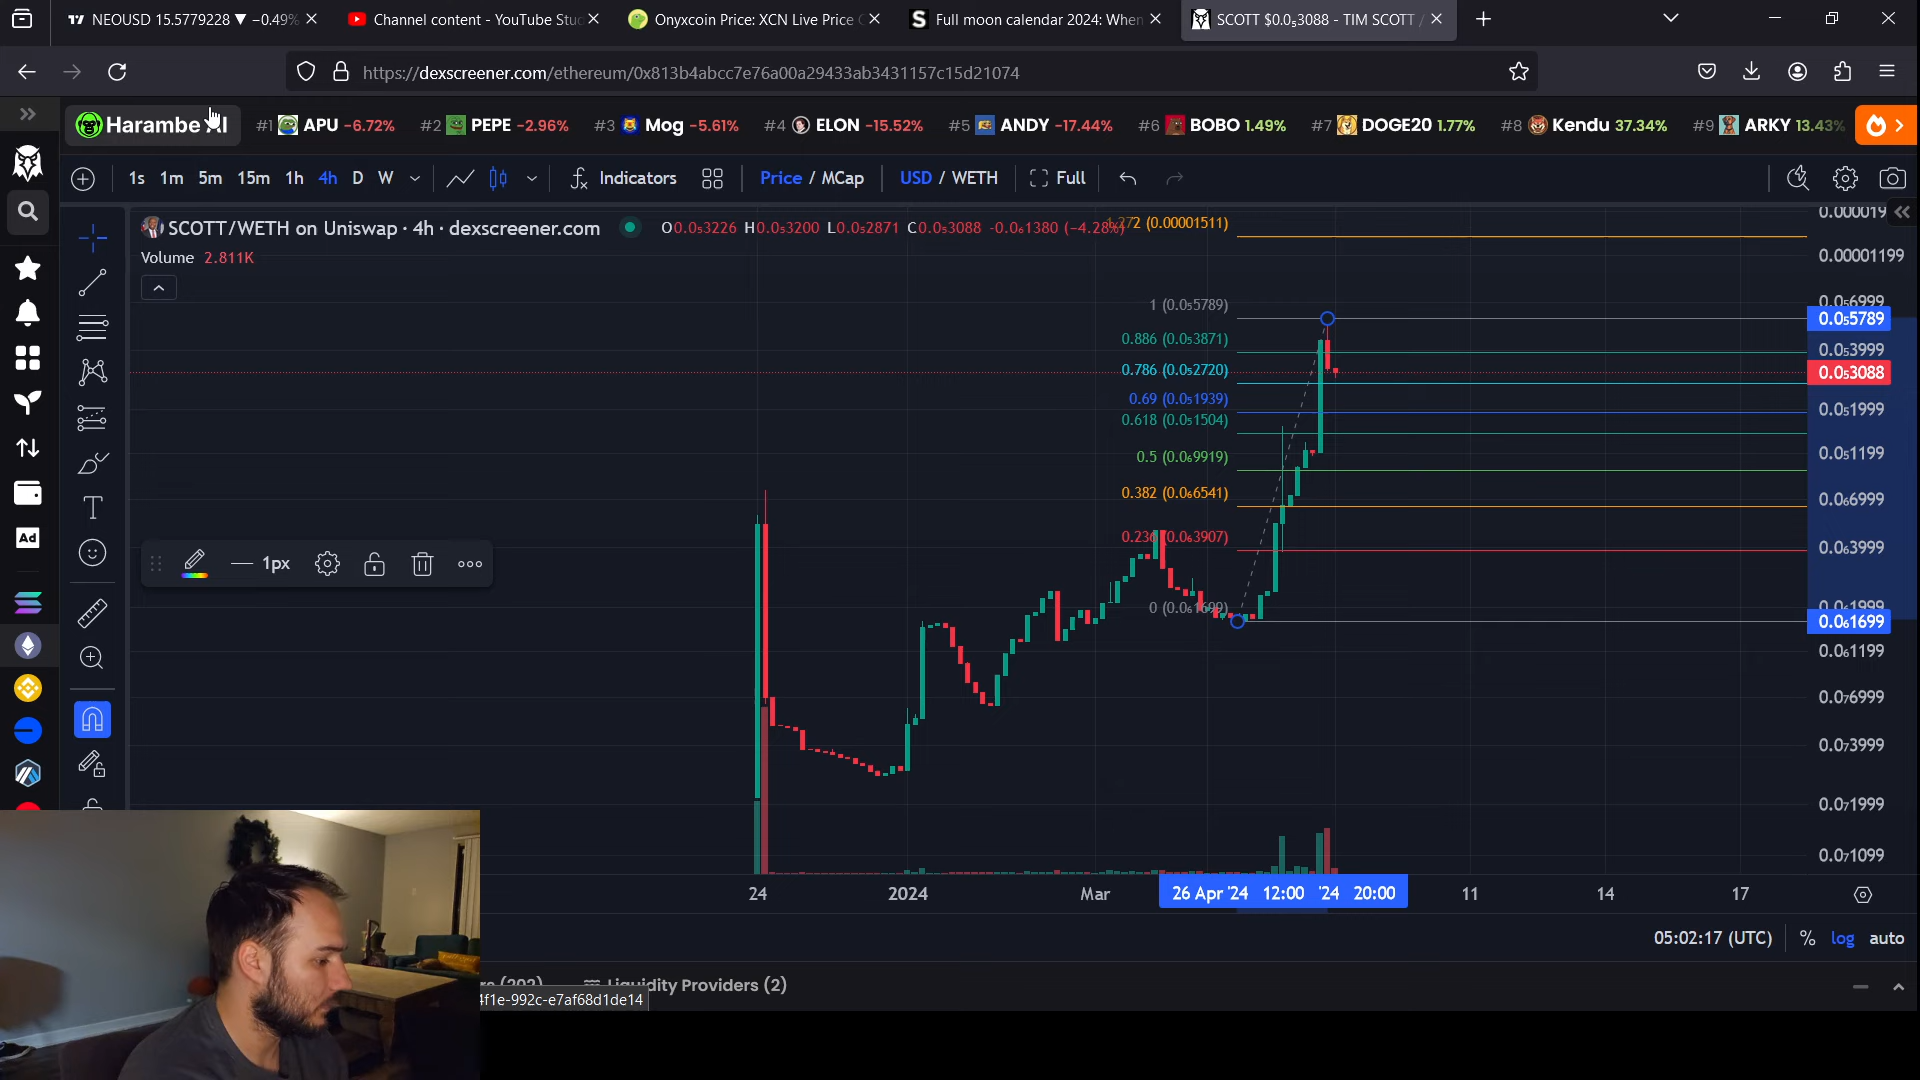 NEOUSD 15.5779228 ▼ −0.49%
Channel content - YouTube Stu
Onyxcoin Price: XCN Live Price
Full moon calendar 2024: When
SCOTT $0.0₅3088 - TIM SCOTT /
https://dexscreener.com/ethereum/0x813b4abcc7e76a00a29433ab3431157c15d21074
Harambe AI
#1 APU -6.72%
#2 PEPE -2.96%
#3 Mog -5.61%
#4 ELON -15.52%
#5 ANDY -17.44%
#6 BOBO 1.49%
#7 DOGE20 1.77%
#8 Kendu 37.34%
#9 ARKY 13.43%
1s 1m 5m 15m 1h 4h D W Indicators Price / MCap USD / WETH Full
SCOTT/WETH on Uniswap · 4h · dexscreener.com O0.0₅3226 H0.0₅3200 L0.0₅2871 C0.0₅3088 -0.0₆1380 (−4.28%)
Volume 2.811K
1.272 (0.00001511)
1 (0.0₅5789)
0.886 (0.0₅3871)
0.786 (0.0₅2720)
0.69 (0.0₅1939)
0.618 (0.0₅1504)
0.5 (0.0₆9919)
0.382 (0.0₆6541)
0.236 (0.0₆3907)
0 (0.0₆1699)
0.000019
0.00001199
0.0₅6999
0.0₅5789
0.0₅3999
0.0₅3088
0.0₅1999
0.0₅1199
0.0₆6999
0.0₆3999
0.0₆1999
0.0₆1699
0.0₆1199
0.0₇6999
0.0₇3999
0.0₇1999
0.0₇1099
1px
Ad
T
24 2024 Mar 26 Apr '24 12:00 '24 20:00 11 14 17
05:02:17 (UTC) % log auto
Liquidity Providers (2)
4f1e-992c-e7af68d1de14